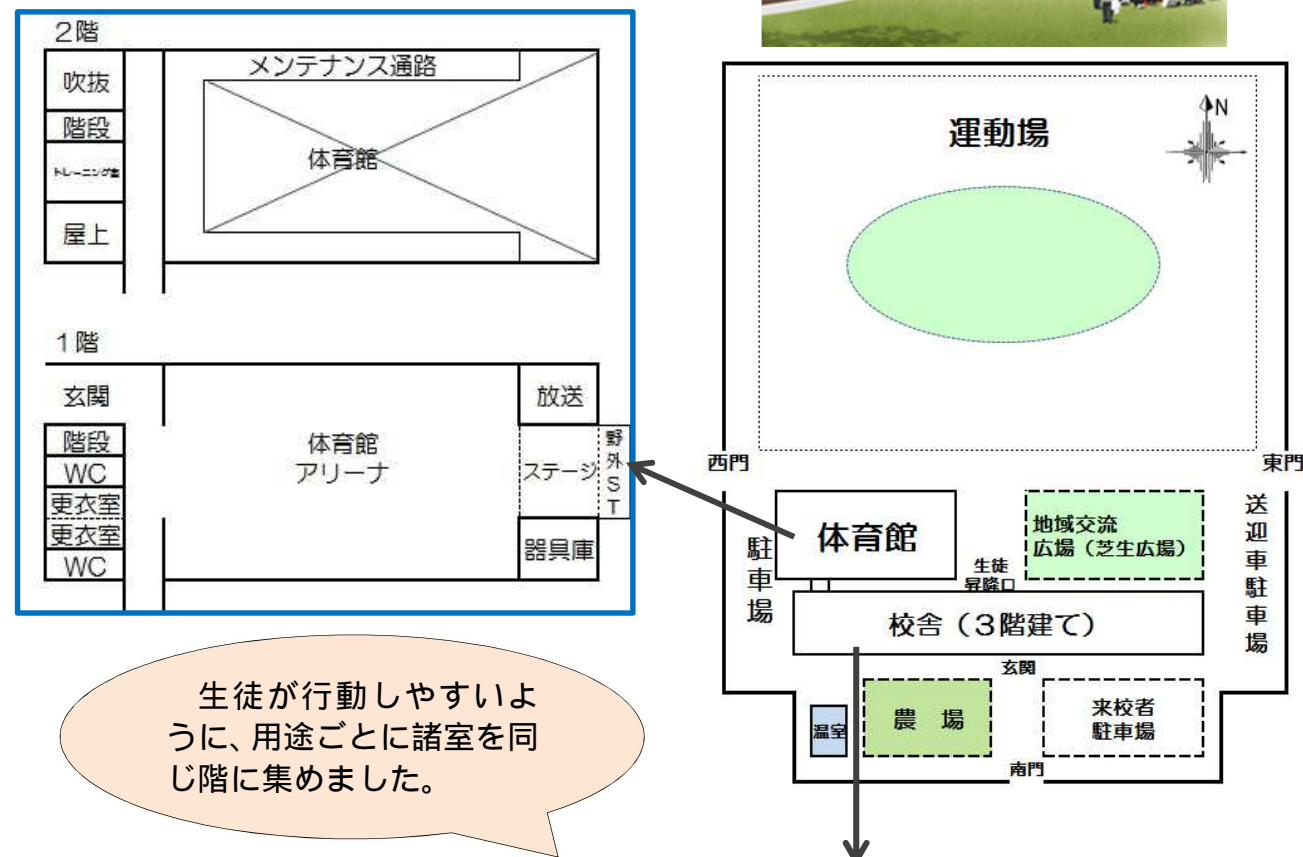 2階
吹抜
メンテナンス通路
階段
トレーニング室
体育館
屋上
1階
玄関
放送
階段
体育館
アリーナ
WC
ステージ
野外ST
更衣室
更衣室
器具庫
WC
生徒が行動しやすいよ
うに、用途ごとに諸室を同
じ階に集めました。
N
運動場
西門
東門
体育館
地域交流
広場（芝生広場）
駐車場
送迎車駐車場
生徒
昇降口
校舎（3階建て）
玄関
温室
農　場
来校者
駐車場
南門